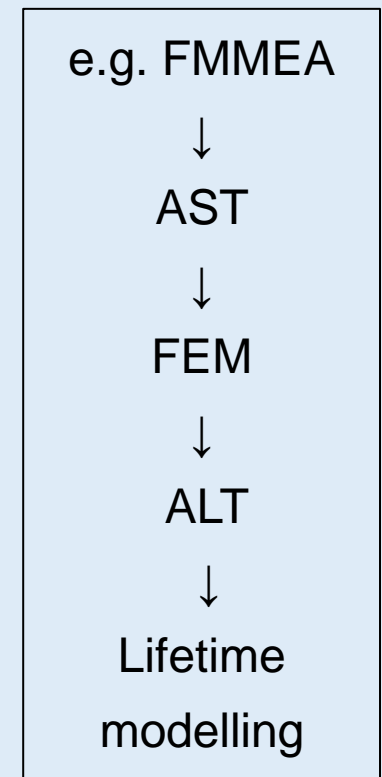 e.g. FMMEA
↓
AST
↓
FEM
↓
ALT
↓
Lifetime
modelling